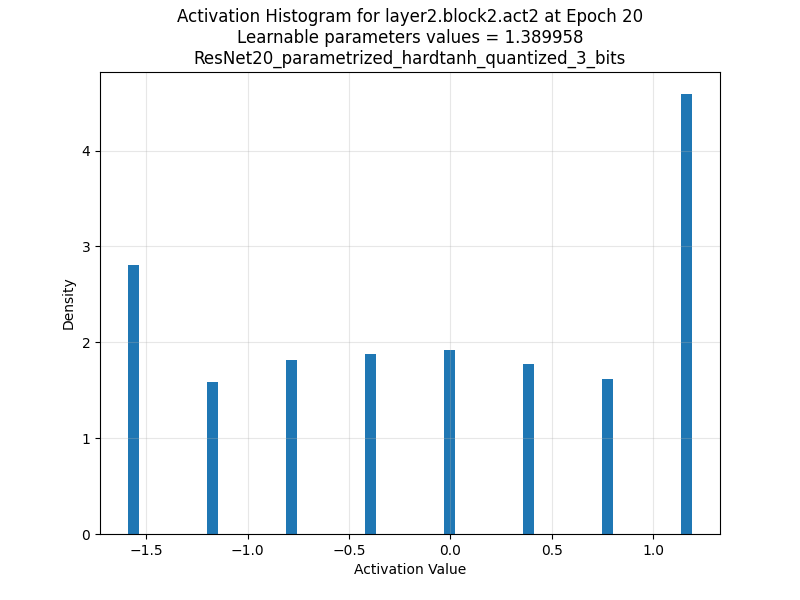 Activation Histogram for layer2.block2.act2 at Epoch 20
Learnable parameters values = 1.389958
ResNet20_parametrized_hardtanh_quantized_3_bits
4
3
2
1
0
Density
−1.5 −1.0 −0.5 0.0 0.5 1.0
Activation Value